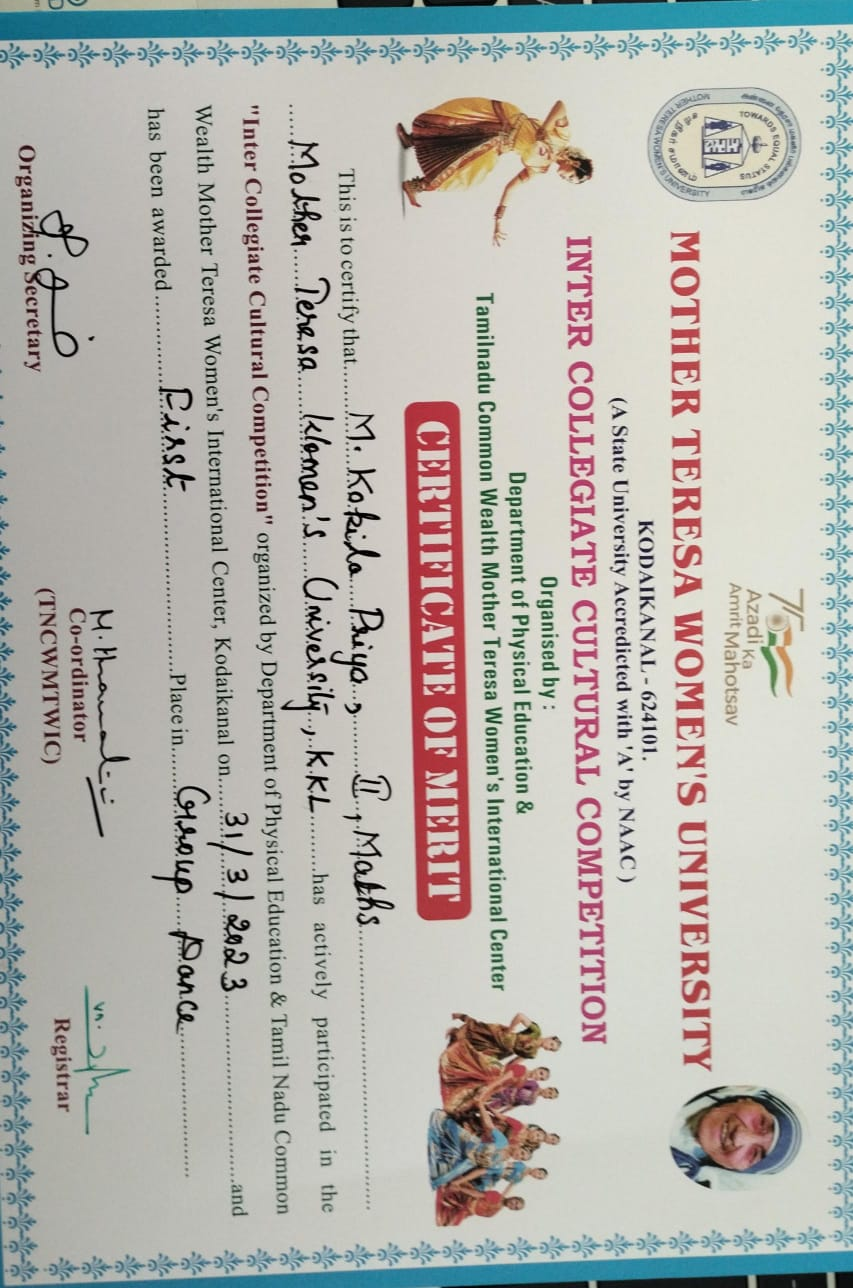 75
Azadi Ka
Amrit Mahotsav
TOWARDS EQUAL STATUS
MOTHER TERESA WOMEN'S UNIVERSITY
MOTHER TERESA WOMEN'S UNIVERSITY
KODAIKANAL - 624101.
(A State University Accredited with 'A' by NAAC)
INTER COLLEGIATE CULTURAL COMPETITION
Organised by :
Department of Physical Education &
Tamilnadu Common Wealth Mother Teresa Women's International Center
CERTIFICATE OF MERIT
This is to certify that M. Kokila Priya, II, Maths
Mother Teresa Women's University, KKL has actively participated in the
"Inter Collegiate Cultural Competition" organized by Department of Physical Education & Tamil Nadu Common
Wealth Mother Teresa Women's International Center, Kodaikanal on 31/3/2023 and
has been awarded First Place in Group Dance
Organizing Secretary
Co-ordinator
(TNCWMTWIC)
Registrar